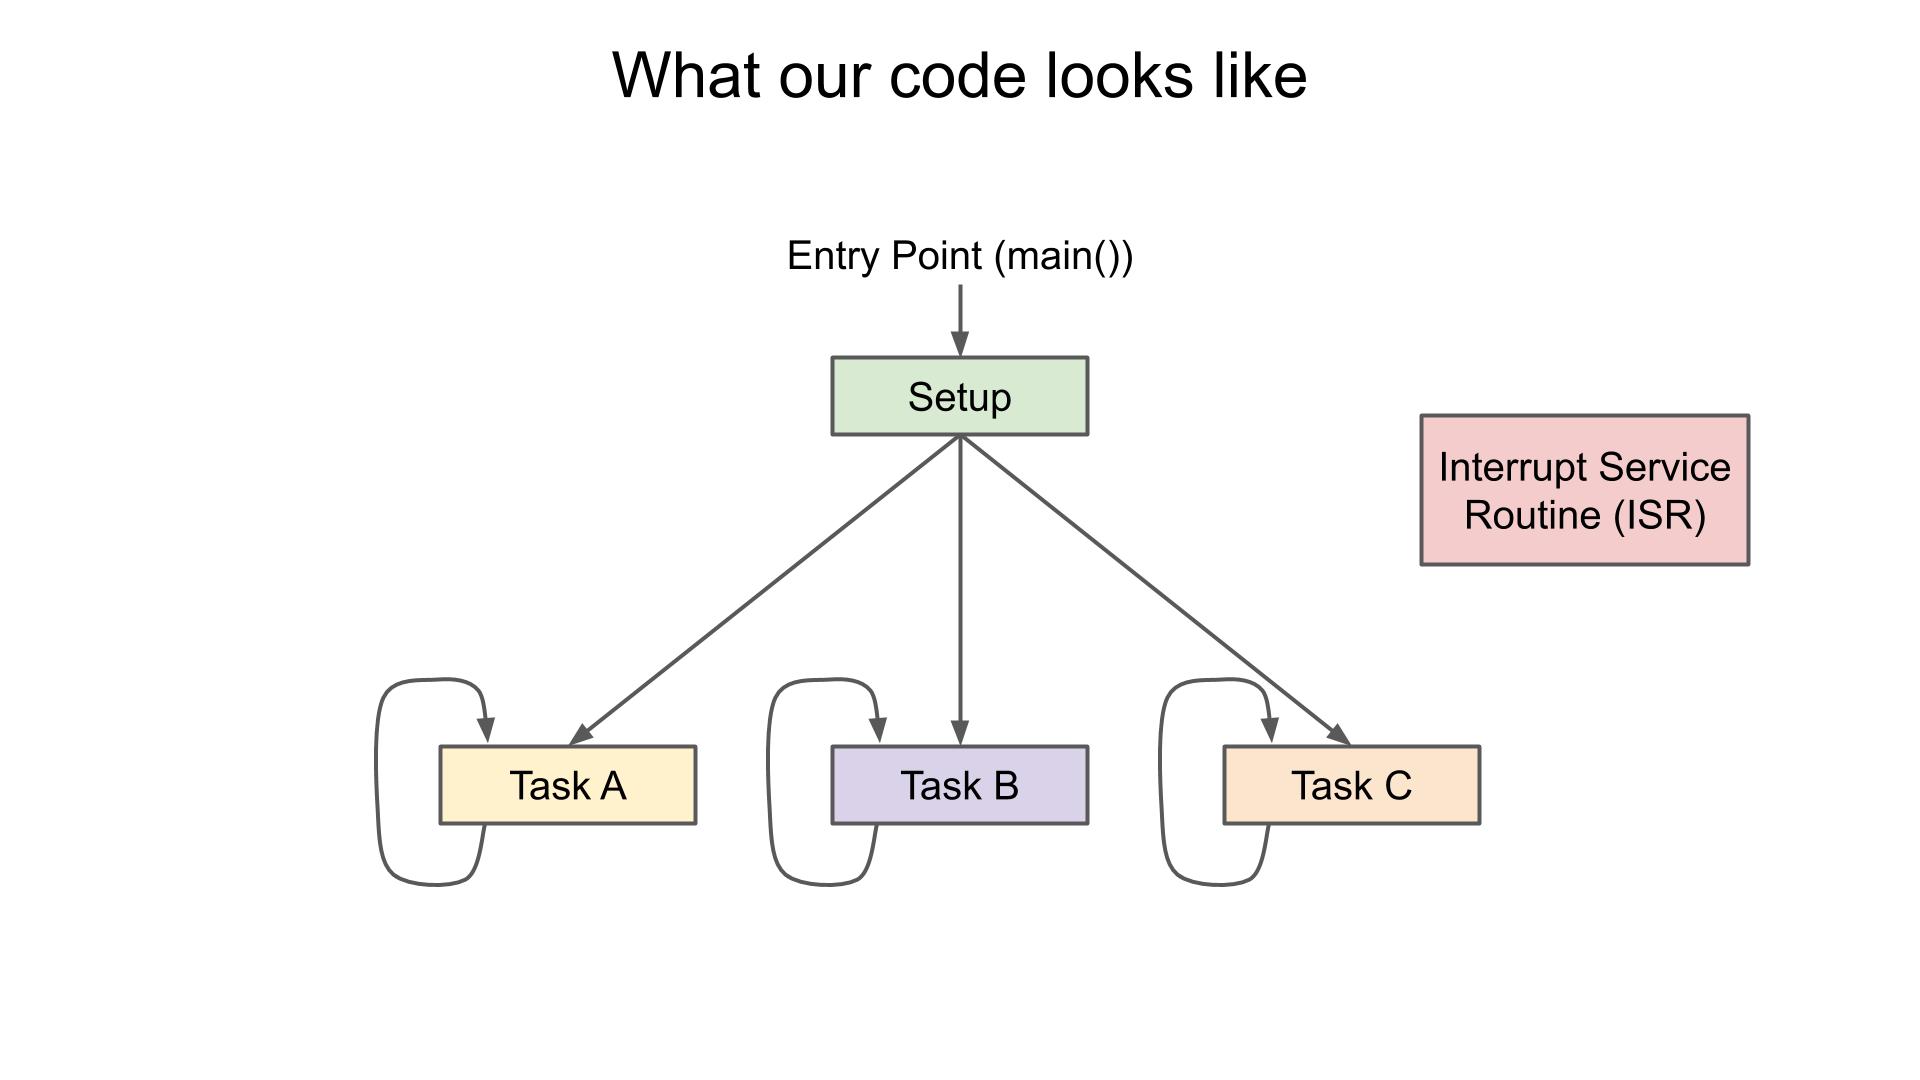 What our code looks like
Entry Point (main())
Setup
Interrupt Service
Routine (ISR)
Task A
Task B
Task C